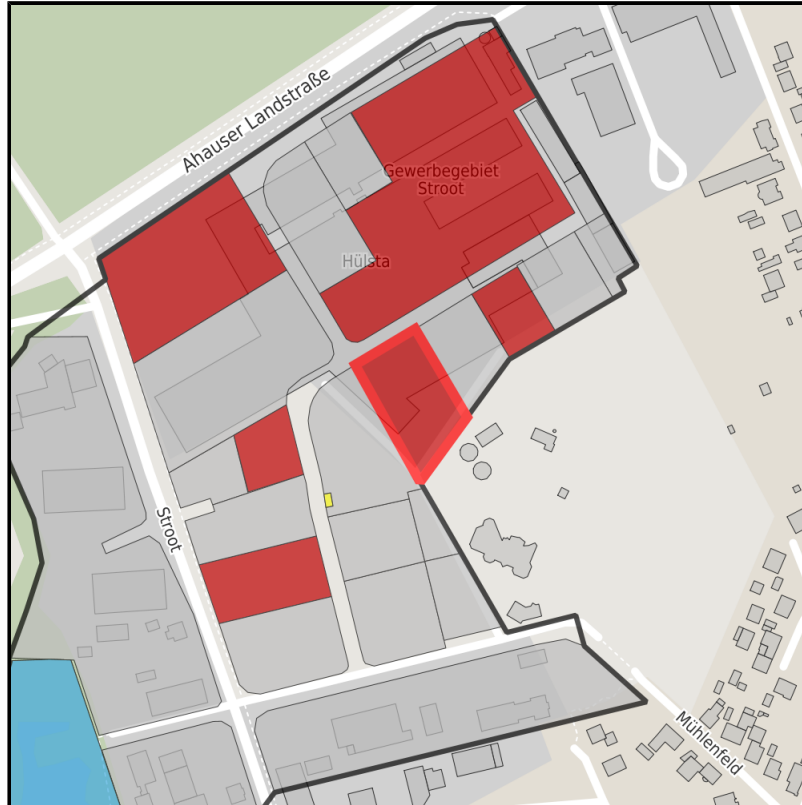 Ahauser Landstraße
Gewerbegebiet
Stroot
Hülsta
Stroot
Mühlenfeld